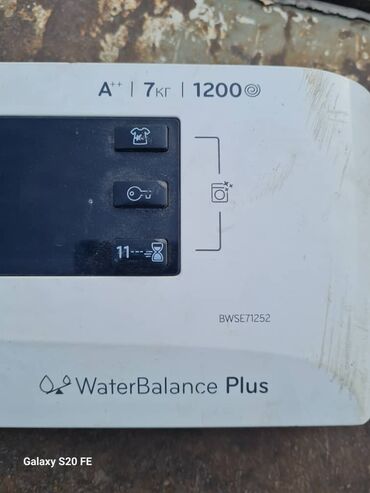 A++ | 7кг | 1200
11
BWSE71252
WaterBalance Plus
Galaxy S20 FE